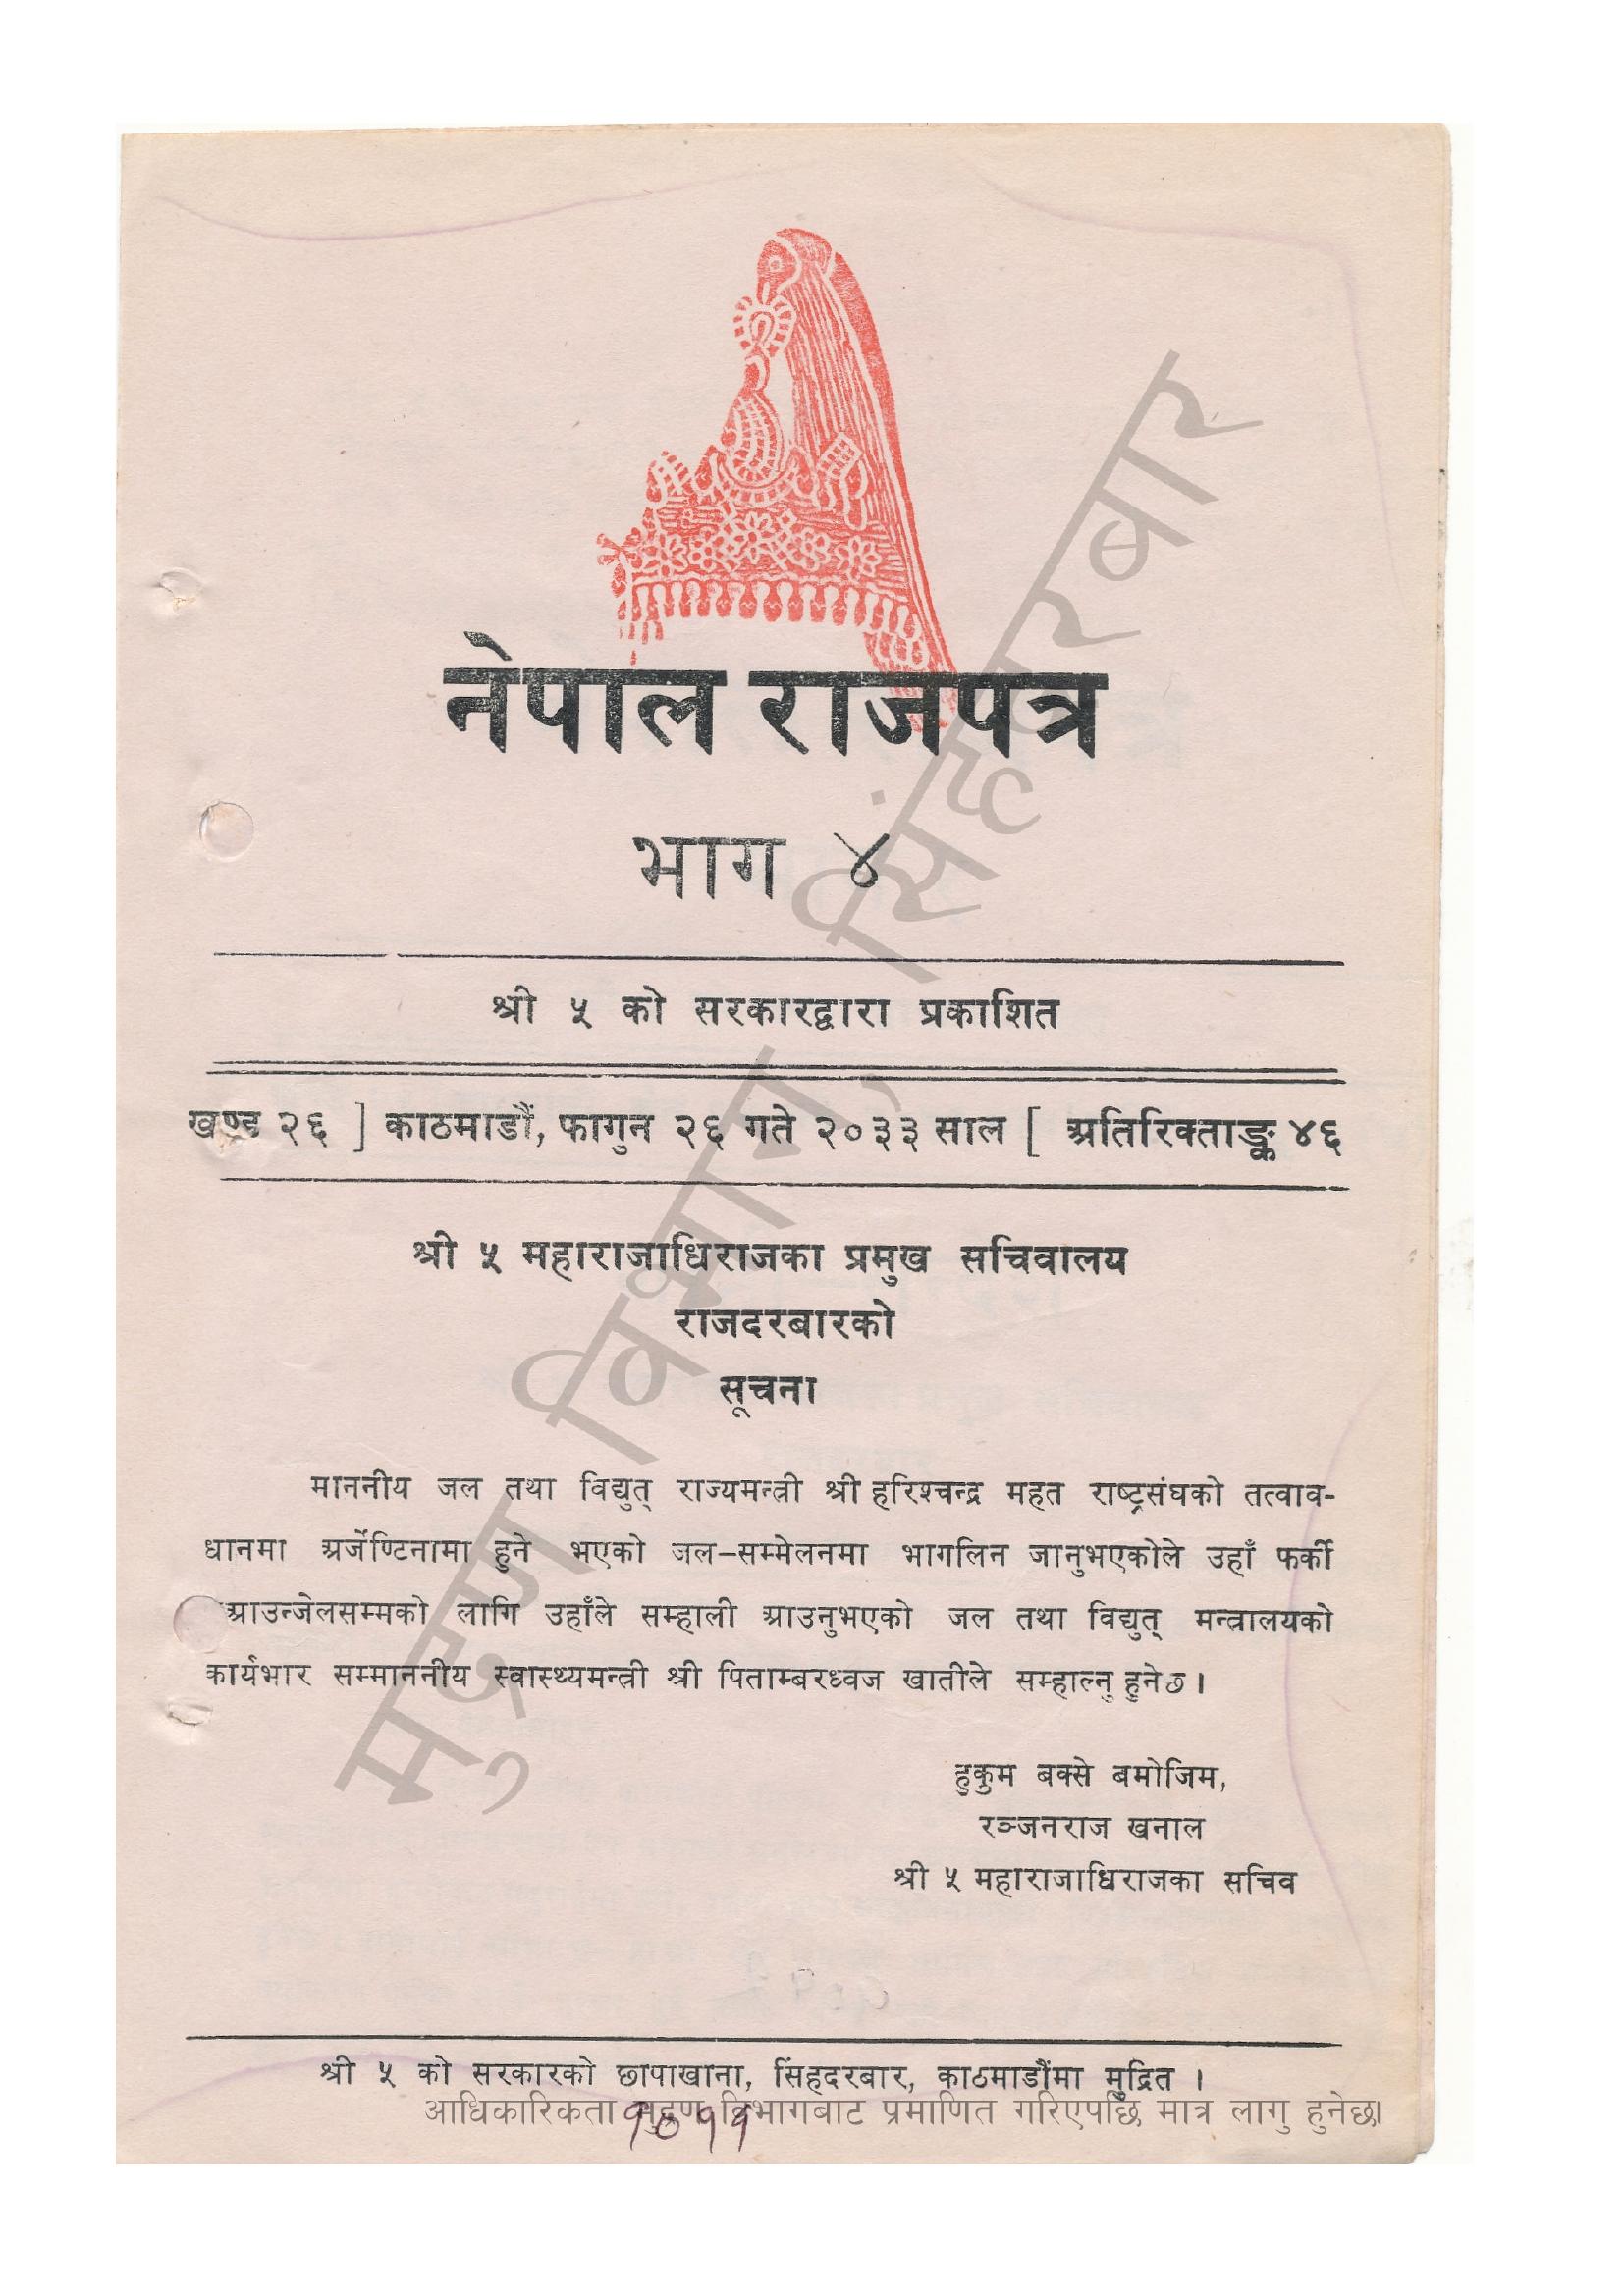 नेपाल राजपत्र
भाग ४
श्री ५ को सरकारद्वारा प्रकाशित
खण्ड २६ ] काठमाडौं, फागुन २६ गते २०३३ साल [ अतिरिक्ताङ्क ४६
श्री ५ महाराजाधिराजका प्रमुख सचिवालय
राजदरबारको
सूचना
माननीय जल तथा विद्युत् राज्यमन्त्री श्री हरिश्चन्द्र महत राष्ट्रसंघको तत्वाव-
धानमा अर्जेण्टिनामा हुने भएको जल-सम्मेलनमा भागलिन जानुभएकोले उहाँ फर्की
आउन्जेलसम्मको लागि उहाँले सम्हाली आउनुभएको जल तथा विद्युत् मन्त्रालयको
कार्यभार सम्माननीय स्वास्थ्यमन्त्री श्री पिताम्बरध्वज खातीले सम्हाल्नु हुनेछ।
हुकुम बक्से बमोजिम,
रञ्जनराज खनाल
श्री ५ महाराजाधिराजका सचिव
श्री ५ को सरकारको छापाखाना, सिंहदरबार, काठमाडौंमा मुद्रित ।
आधिकारिकता मुद्रण विभागबाट प्रमाणित गरिएपछि मात्र लागु हुनेछ।
१०११
मुद्रण विभाग, सिंहदरबार